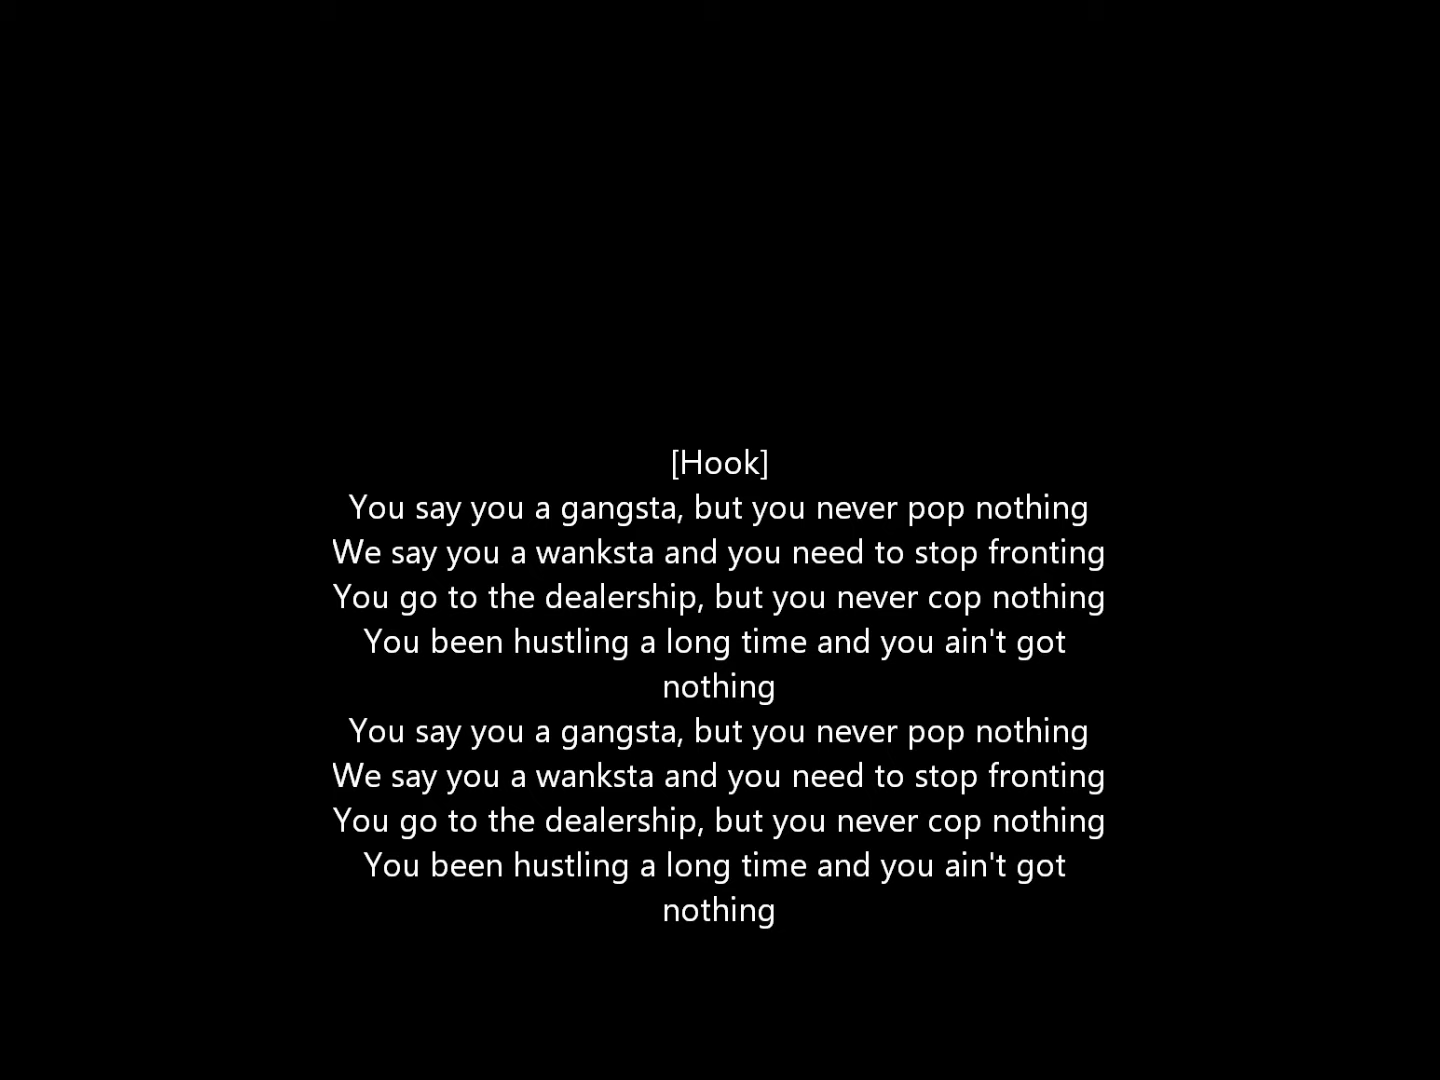 [Hook]
You say you a gangsta, but you never pop nothing
We say you a wanksta and you need to stop fronting
You go to the dealership, but you never cop nothing
You been hustling a long time and you ain't got
nothing
You say you a gangsta, but you never pop nothing
We say you a wanksta and you need to stop fronting
You go to the dealership, but you never cop nothing
You been hustling a long time and you ain't got
nothing